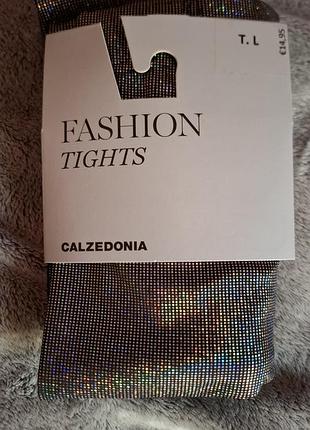 T. L
€14,95
FASHION
TIGHTS
CALZEDONIA